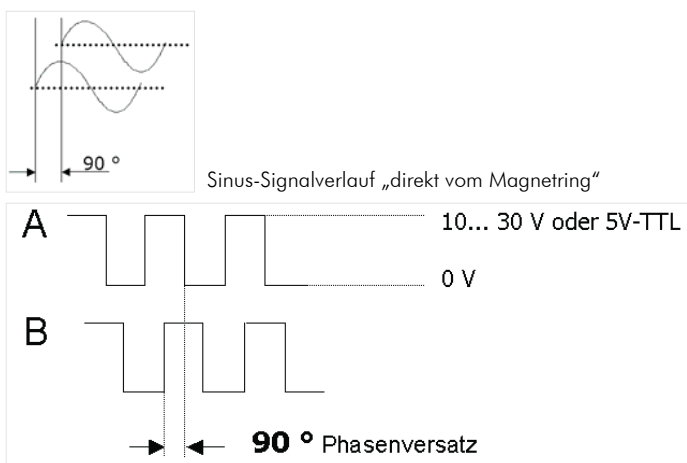 90 °
Sinus-Signalverlauf „direkt vom Magnetring“
A
10... 30 V oder 5V-TTL
0 V
B
90 ° Phasenversatz